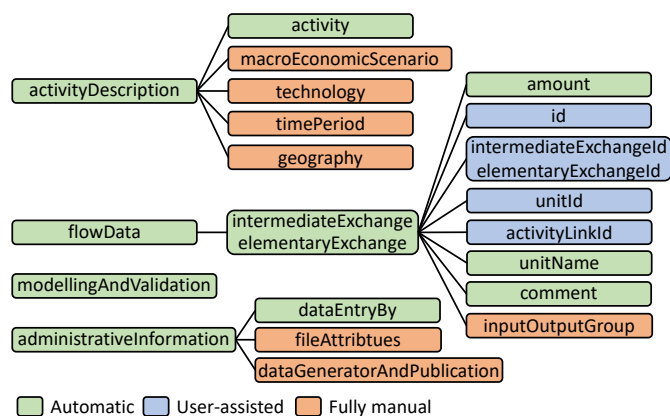 activity
macroEconomicScenario
activityDescription
technology
timePeriod
geography
amount
id
intermediateExchangeId
elementaryExchangeId
unitId
flowData
intermediateExchange
elementaryExchange
activityLinkId
unitName
comment
inputOutputGroup
modellingAndValidation
administrativeInformation
dataEntryBy
fileAttribtues
dataGeneratorAndPublication
Automatic
User-assisted
Fully manual